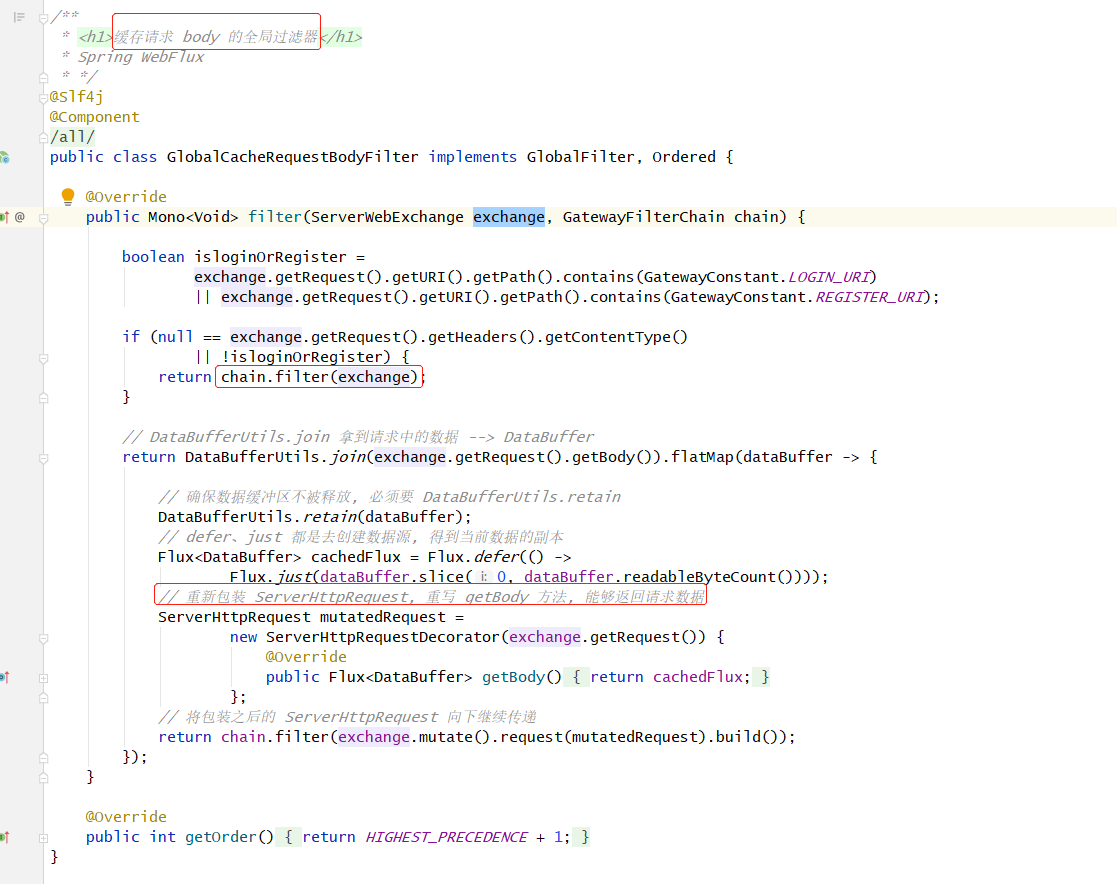 /**
 * <h1>缓存请求 body 的全局过滤器</h1>
 * Spring WebFlux
 * */
@Slf4j
@Component
/all/
public class GlobalCacheRequestBodyFilter implements GlobalFilter, Ordered {
@Override
public Mono<Void> filter(ServerWebExchange exchange, GatewayFilterChain chain) {
boolean isloginOrRegister =
exchange.getRequest().getURI().getPath().contains(GatewayConstant.LOGIN_URI)
|| exchange.getRequest().getURI().getPath().contains(GatewayConstant.REGISTER_URI);
if (null == exchange.getRequest().getHeaders().getContentType()
|| !isloginOrRegister) {
return chain.filter(exchange);
}
// DataBufferUtils.join 拿到请求中的数据 --> DataBuffer
return DataBufferUtils.join(exchange.getRequest().getBody()).flatMap(dataBuffer -> {
// 确保数据缓冲区不被释放, 必须要 DataBufferUtils.retain
DataBufferUtils.retain(dataBuffer);
// defer、just 都是去创建数据源, 得到当前数据的副本
Flux<DataBuffer> cachedFlux = Flux.defer(() ->
Flux.just(dataBuffer.slice( i: 0, dataBuffer.readableByteCount())));
// 重新包装 ServerHttpRequest, 重写 getBody 方法, 能够返回请求数据
ServerHttpRequest mutatedRequest =
new ServerHttpRequestDecorator(exchange.getRequest()) {
@Override
public Flux<DataBuffer> getBody() { return cachedFlux; }
};
// 将包装之后的 ServerHttpRequest 向下继续传递
return chain.filter(exchange.mutate().request(mutatedRequest).build());
});
}
@Override
public int getOrder() { return HIGHEST_PRECEDENCE + 1; }
}